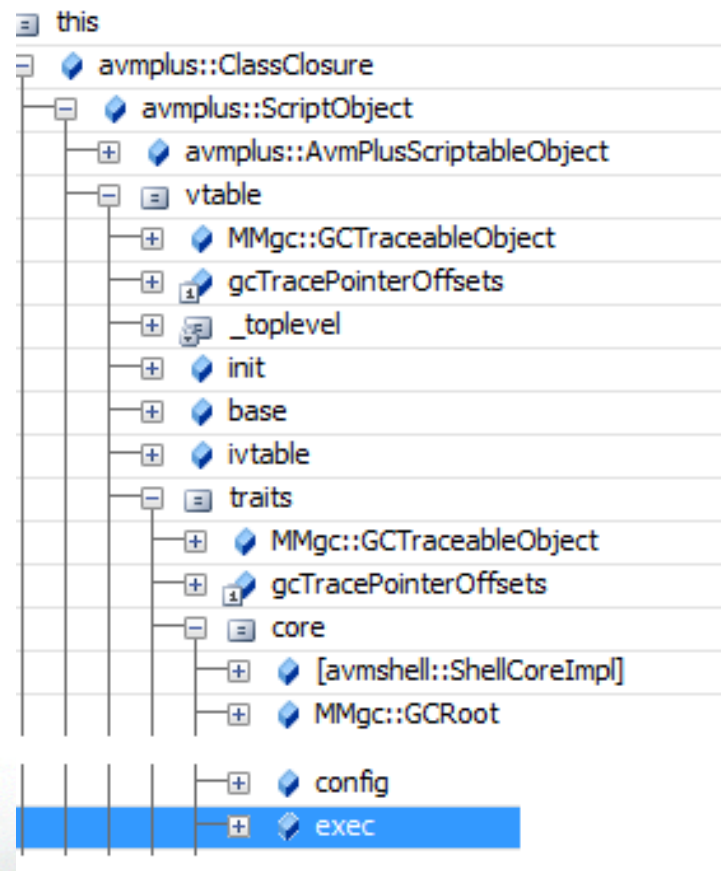 this
avmplus::ClassClosure
avmplus::ScriptObject
avmplus::AvmPlusScriptableObject
vtable
MMgc::GCTraceableObject
gcTracePointerOffsets
_toplevel
init
base
ivtable
traits
MMgc::GCTraceableObject
gcTracePointerOffsets
core
[avmshell::ShellCoreImpl]
MMgc::GCRoot
config
exec